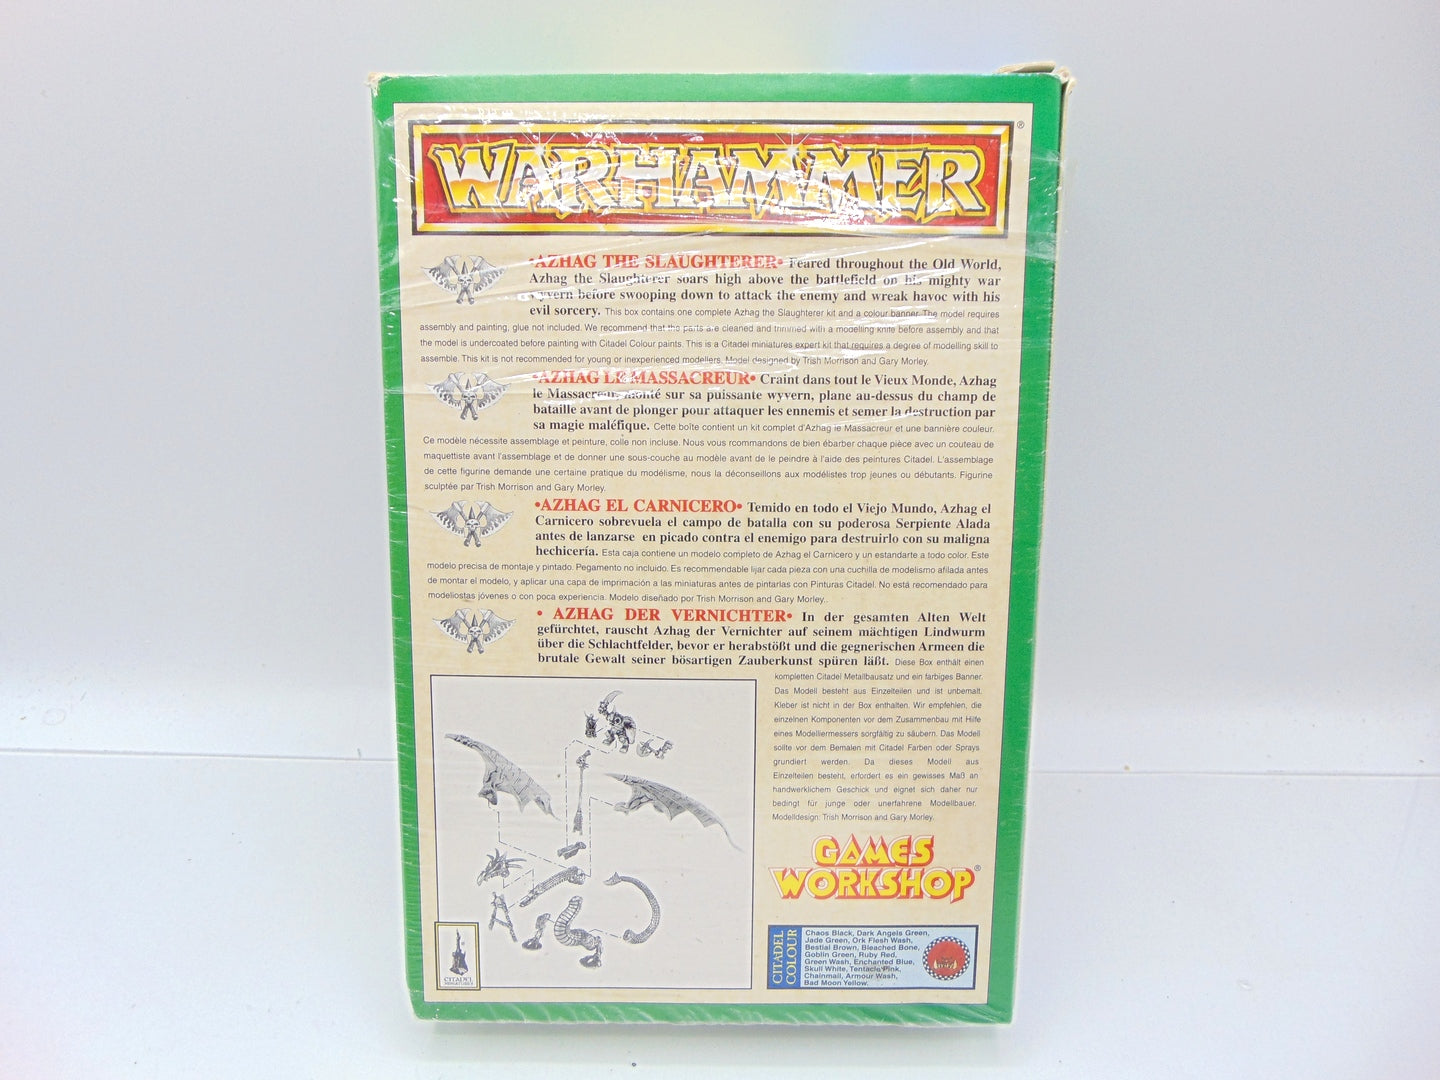 WARHAMMER®
•AZHAG THE SLAUGHTERER• Feared throughout the Old World,
Azhag the Slaughterer soars high above the battlefield on his mighty war
wyvern before swooping down to attack the enemy and wreak havoc with his
evil sorcery. This box contains one complete Azhag the Slaughterer kit and a colour banner. The model requires
assembly and painting, glue not included. We recommend that the parts are cleaned and trimmed with a modelling knife before assembly and that
the model is undercoated before painting with Citadel Colour paints. This is a Citadel miniatures expert kit that requires a degree of modelling skill to
assemble. This kit is not recommended for young or inexperienced modellers. Model designed by Trish Morrison and Gary Morley.
•AZHAG LE MASSACREUR• Craint dans tout le Vieux Monde, Azhag
le Massacreur, monté sur sa puissante wyvern, plane au-dessus du champ de
bataille avant de plonger pour attaquer les ennemis et semer la destruction par
sa magie maléfique. Cette boîte contient un kit complet d'Azhag le Massacreur et une bannière couleur.
Ce modèle nécessite assemblage et peinture, colle non incluse. Nous vous rcommandons de bien ébarber chaque pièce avec un couteau de
maquettiste avant l'assemblage et de donner une sous-couche au modèle avant de le peindre à l'aide des peintures Citadel. L'assemblage
de cette figurine demande une certaine pratique du modélisme, nous la déconseillons aux modélistes trop jeunes ou débutants. Figurine
sculptée par Trish Morrison and Gary Morley.
•AZHAG EL CARNICERO• Temido en todo el Viejo Mundo, Azhag el
Carnicero sobrevuela el campo de batalla con su poderosa Serpiente Alada
antes de lanzarse en picado contra el enemigo para destruirlo con su maligna
hechicería. Esta caja contiene un modelo completo de Azhag el Carnicero y un estandarte a todo color. Este
modelo precisa de montaje y pintado. Pegamento no incluido. Es recommendable lijar cada pieza con una cuchilla de modelismo afilada antes
de montar el modelo, y aplicar una capa de imprimación a las miniaturas antes de pintarlas con Pinturas Citadel. No está recomendado para
modeliostas jóvenes o con poca experiencia. Modelo diseñado por Trish Morrison and Gary Morley..
• AZHAG DER VERNICHTER• In der gesamten Alten Welt
gefürchtet, rauscht Azhag der Vernichter auf seinem mächtigen Lindwurm
über die Schlachtfelder, bevor er herabstößt und die gegnerischen Armeen die
brutale Gewalt seiner bösartigen Zauberkunst spüren läßt. Diese Box enthält einen
kompletten Citadel Metallbausatz und ein farbiges Banner.
Das Modell besteht aus Einzelteilen und ist unbemalt.
Kleber ist nicht in der Box enthalten. Wir empfehlen, die
einzelnen Komponenten vor dem Zusammenbau mit Hilfe
eines Modelliermessers sorgfältig zu säubern. Das Modell
sollte vor dem Bemalen mit Citadel Farben oder Sprays
grundiert werden. Da dieses Modell aus
Einzelteilen besteht, erfordert es ein gewisses Maß an
handwerklichem Geschick und eignet sich daher nur
bedingt für junge oder unerfahrene Modellbauer.
Modelldesign: Trish Morrison and Gary Morley.
GAMES
WORKSHOP®
CITADEL
MINIATURES
CITADEL
COLOUR
Chaos Black, Dark Angels Green,
Jade Green, Ork Flesh Wash,
Bestial Brown, Bleached Bone,
Goblin Green, Ruby Red,
Green Wash, Enchanted Blue,
Skull White, Tentacle Pink,
Chainmail, Armour Wash,
Bad Moon Yellow.